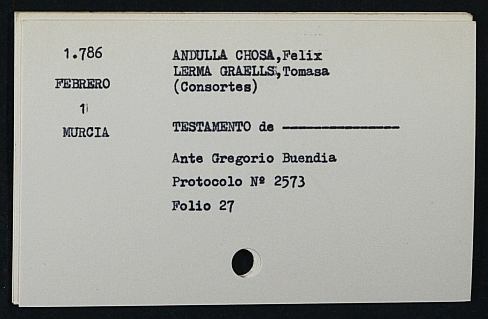 1.786
FEBRERO
1
MURCIA
ANDULLA CHOSA,Felix
LERMA GRAELLS,Tomasa
(Consortes)
TESTAMENTO de ---------------
Ante Gregorio Buendia
Protocolo Nº 2573
Folio 27